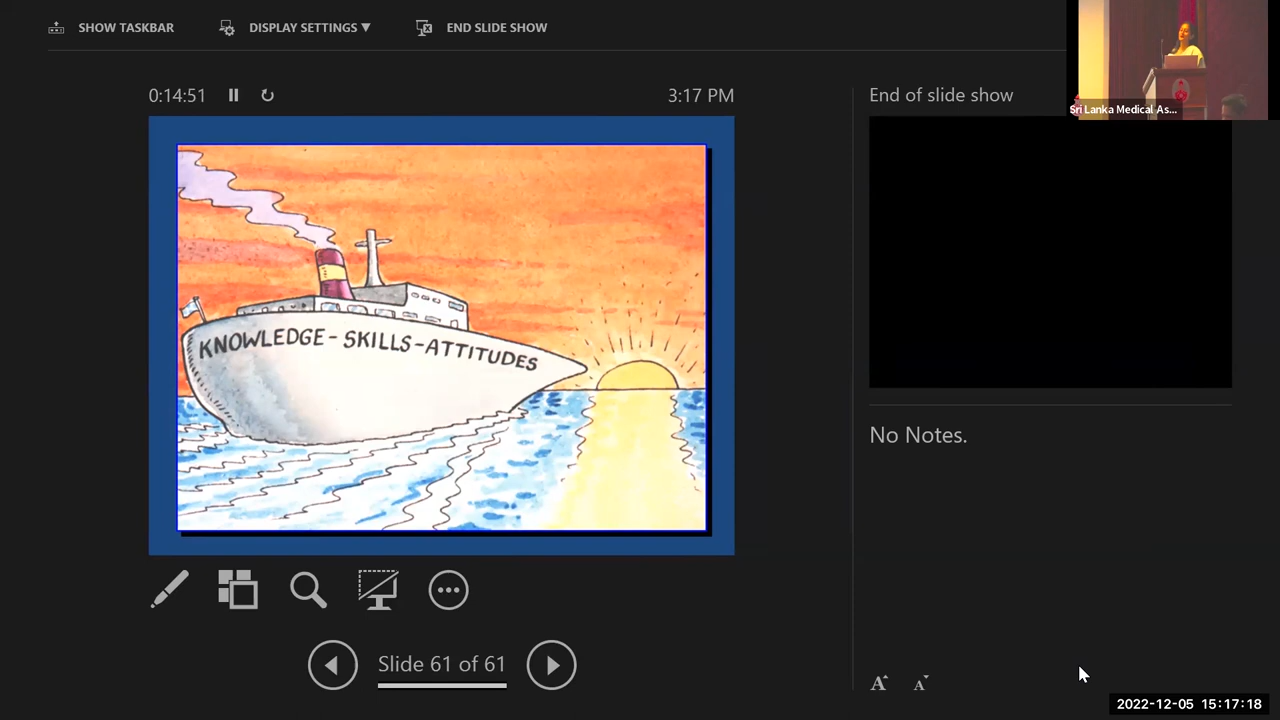 SHOW TASKBAR
DISPLAY SETTINGS ▼
END SLIDE SHOW
Sri Lanka Medical As...
0:14:51
3:17 PM
End of slide show
KNOWLEDGE - SKILLS - ATTITUDES
No Notes.
Slide 61 of 61
A A
2022-12-05 15:17:18